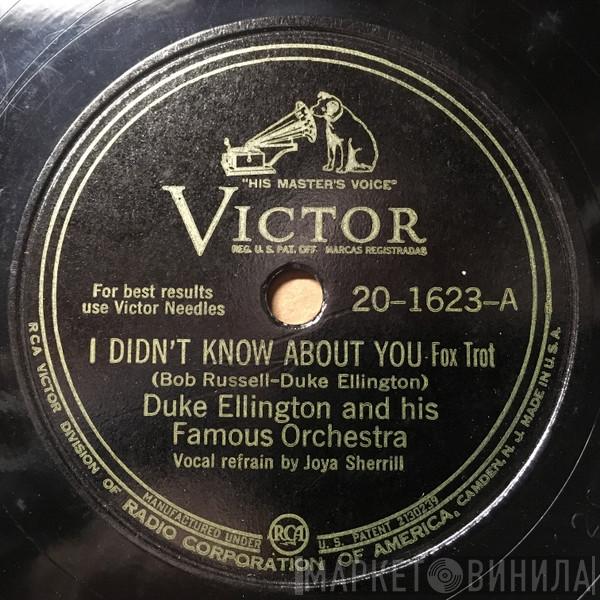 "HIS MASTER'S VOICE"
VICTOR
REG. U. S. PAT. OFF. MARCAS REGISTRADAS
For best results
use Victor Needles
20-1623-A
I DIDN'T KNOW ABOUT YOU-Fox Trot
(Bob Russell-Duke Ellington)
Duke Ellington and his
Famous Orchestra
Vocal refrain by Joya Sherrill
MANUFACTURED UNDER RCA U. S. PATENT 2130239
RCA VICTOR DIVISION OF RADIO CORPORATION OF AMERICA, CAMDEN, N. J. MADE IN U.S.A.
МАРКЕТ ВИНИЛА